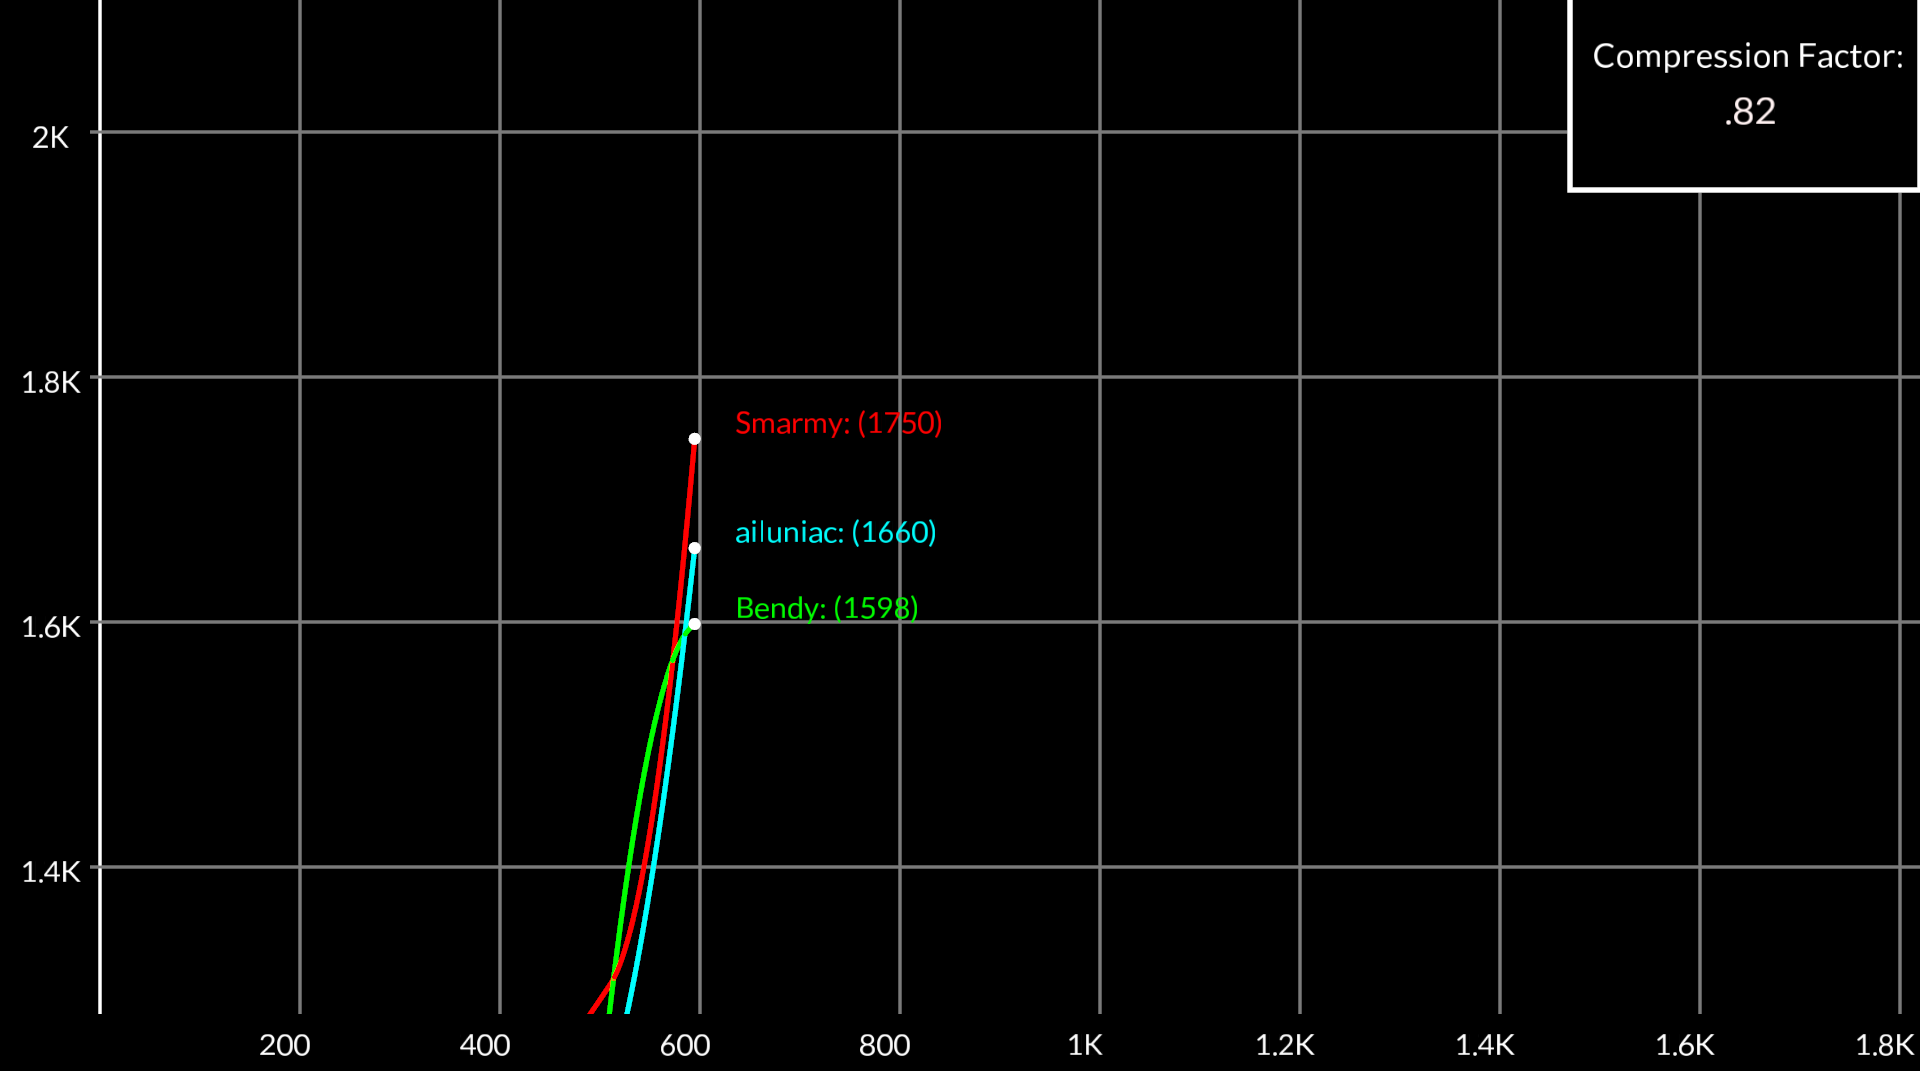 Compression Factor:
.82
2K
1.8K
Smarmy: (1750)
ailuniac: (1660)
Bendy: (1598)
1.6K
1.4K
200 400 600 800 1K 1.2K 1.4K 1.6K 1.8K